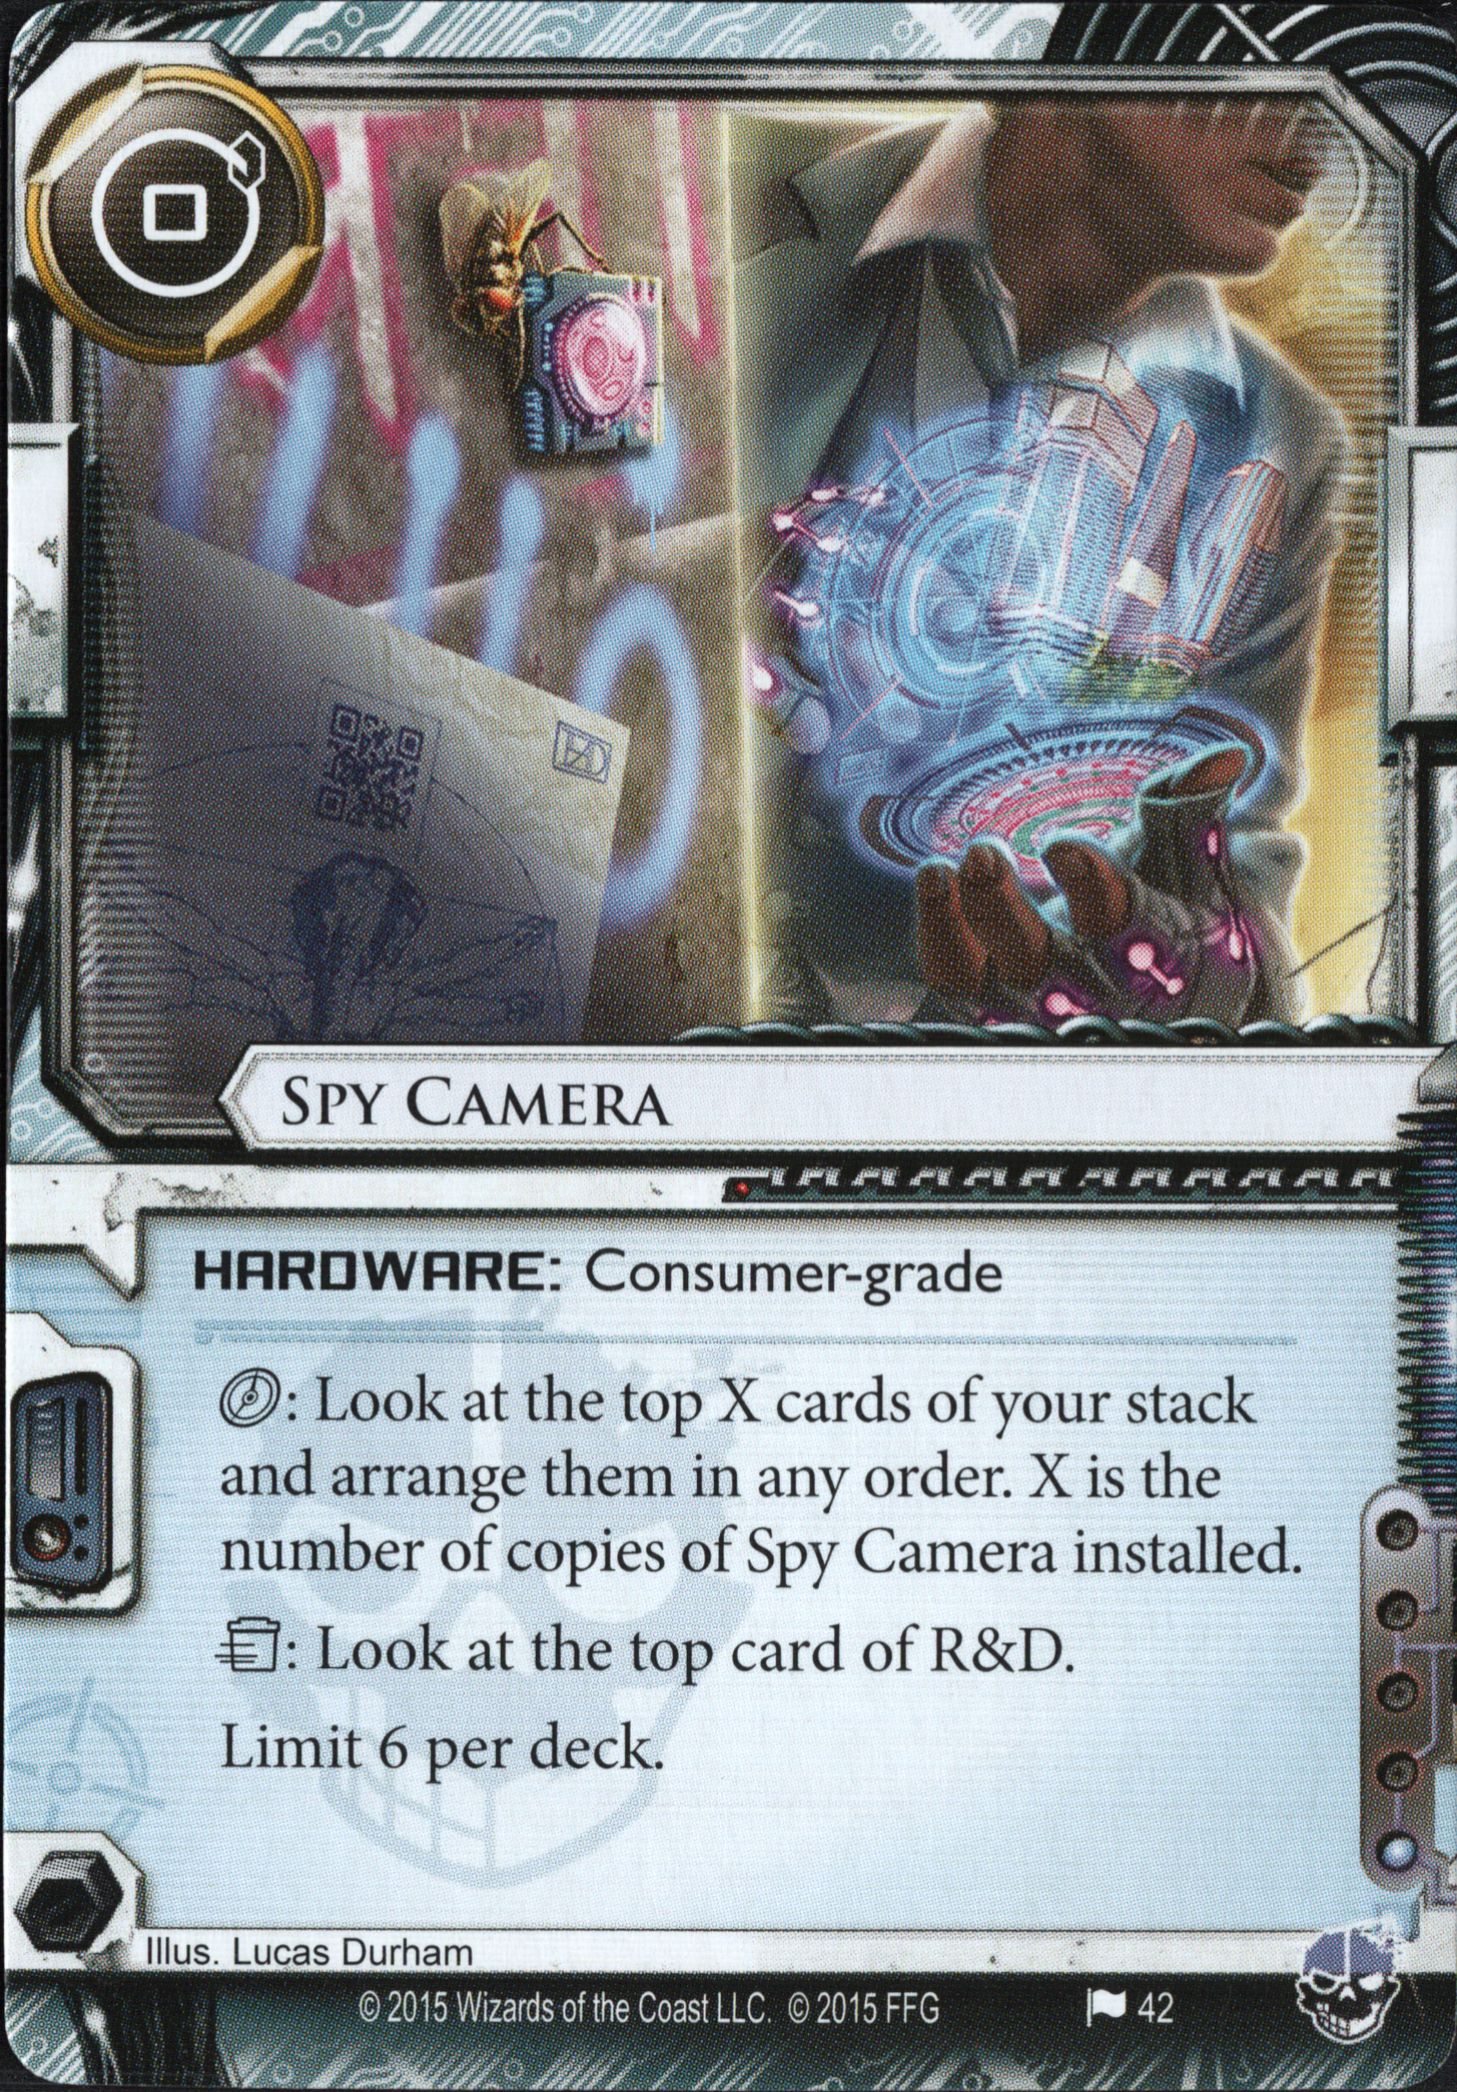 0
SPY CAMERA
HARDWARE: Consumer-grade
: Look at the top X cards of your stack
and arrange them in any order. X is the
number of copies of Spy Camera installed.
: Look at the top card of R&D.
Limit 6 per deck.
Illus. Lucas Durham
© 2015 Wizards of the Coast LLC. © 2015 FFG
42